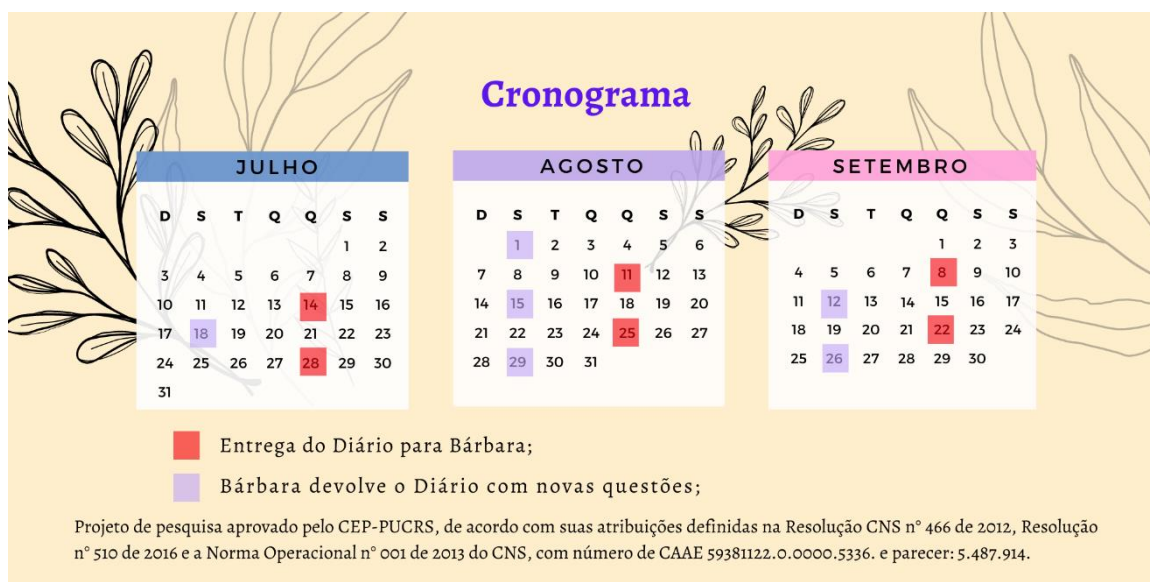 Cronograma
JULHO
D S T Q Q S S
1 2
3 4 5 6 7 8 9
10 11 12 13 14 15 16
17 18 19 20 21 22 23
24 25 26 27 28 29 30
31
AGOSTO
D S T Q Q S S
1 2 3 4 5 6
7 8 9 10 11 12 13
14 15 16 17 18 19 20
21 22 23 24 25 26 27
28 29 30 31
SETEMBRO
D S T Q Q S S
1 2 3
4 5 6 7 8 9 10
11 12 13 14 15 16 17
18 19 20 21 22 23 24
25 26 27 28 29 30
Entrega do Diário para Bárbara;
Bárbara devolve o Diário com novas questões;
Projeto de pesquisa aprovado pelo CEP-PUCRS, de acordo com suas atribuições definidas na Resolução CNS n° 466 de 2012, Resolução
n° 510 de 2016 e a Norma Operacional n° 001 de 2013 do CNS, com número de CAAE 59381122.0.0000.5336. e parecer: 5.487.914.